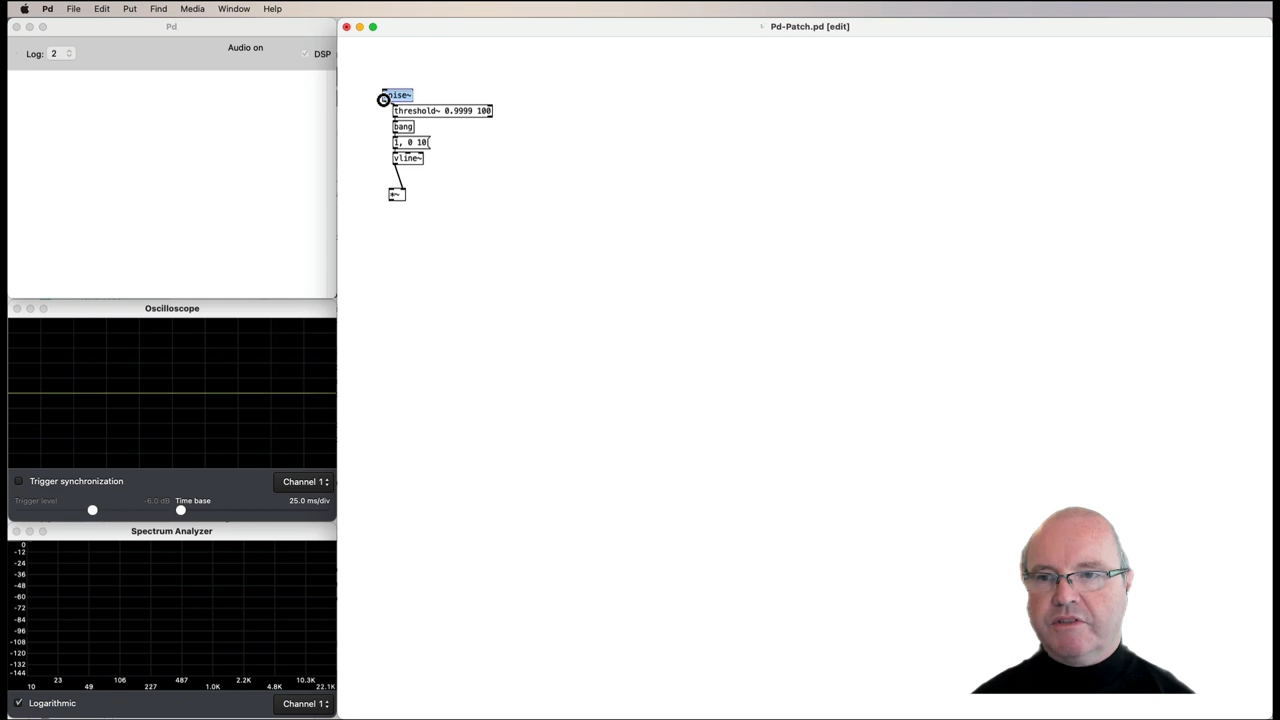 Pd File Edit Put Find Media Window Help
Pd
Log: 2
Audio on
DSP
Pd-Patch.pd [edit]
noise~
threshold~ 0.9999 100
bang
1, 0 10
vline~
*~
Oscilloscope
Trigger synchronization
Channel 1
Trigger level -6.0 dB Time base 25.0 ms/div
Spectrum Analyzer
0
-12
-24
-36
-48
-60
-72
-84
-96
-108
-120
-132
-144
23 106 487 2.2K 10.3K
10 49 227 1.0K 4.8K 22.1K
Logarithmic
Channel 1